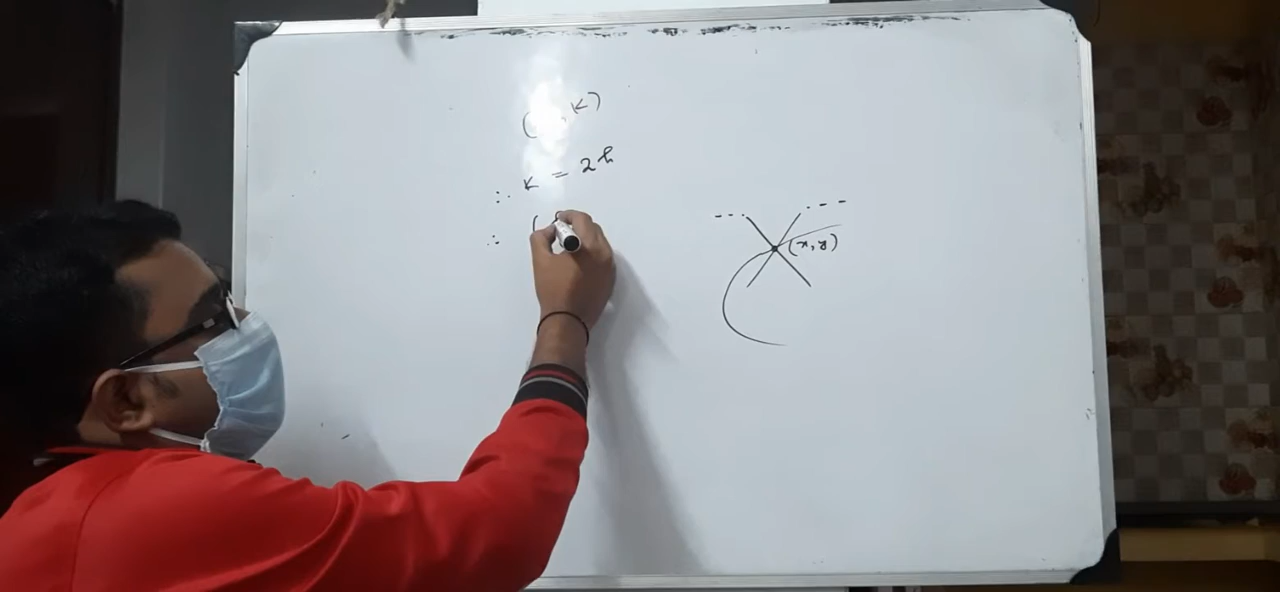 ( , K)
∴ K = 2h
∴ (
(x, y)